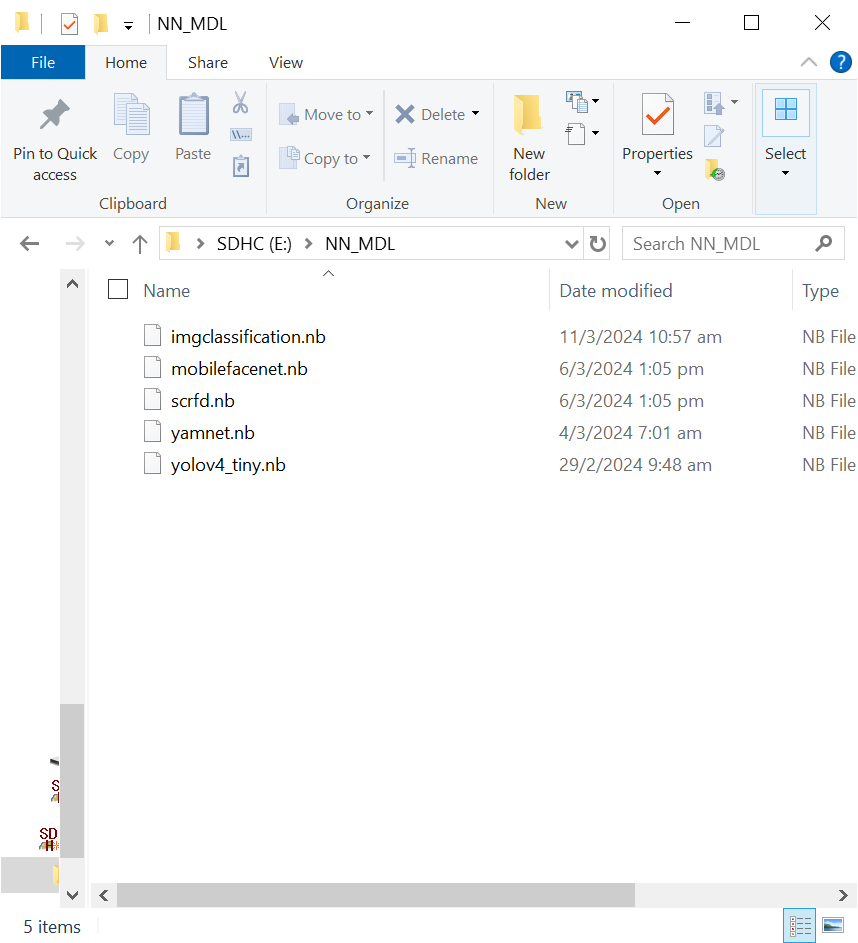 NN_MDL
File Home Share View
Pin to Quick access
Copy
Paste
Clipboard
Move to
Copy to
Delete
Rename
Organize
New folder
New
Properties
Open
Select
SDHC (E:) NN_MDL
Search NN_MDL
Name Date modified Type
imgclassification.nb 11/3/2024 10:57 am NB File
mobilefacenet.nb 6/3/2024 1:05 pm NB File
scrfd.nb 6/3/2024 1:05 pm NB File
yamnet.nb 4/3/2024 7:01 am NB File
yolov4_tiny.nb 29/2/2024 9:48 am NB File
SD
5 items